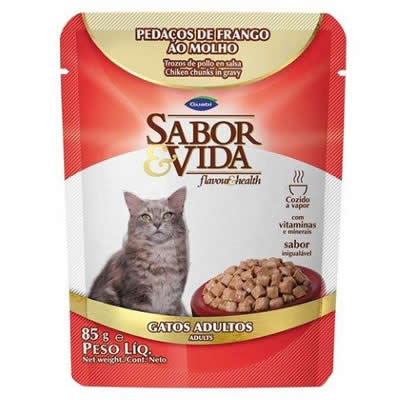 PEDAÇOS DE FRANGO
AO MOLHO
Trozos de pollo en salsa
Chiken chunks in gravy
Guabi
SABOR
&VIDA
flavour&health
Cozido
a vapor
com
vitaminas
e minerais
sabor
inigualável
GATOS ADULTOS
ADULTS
85g e
PESO LÍQ.
Net weight. / Cont. Neto